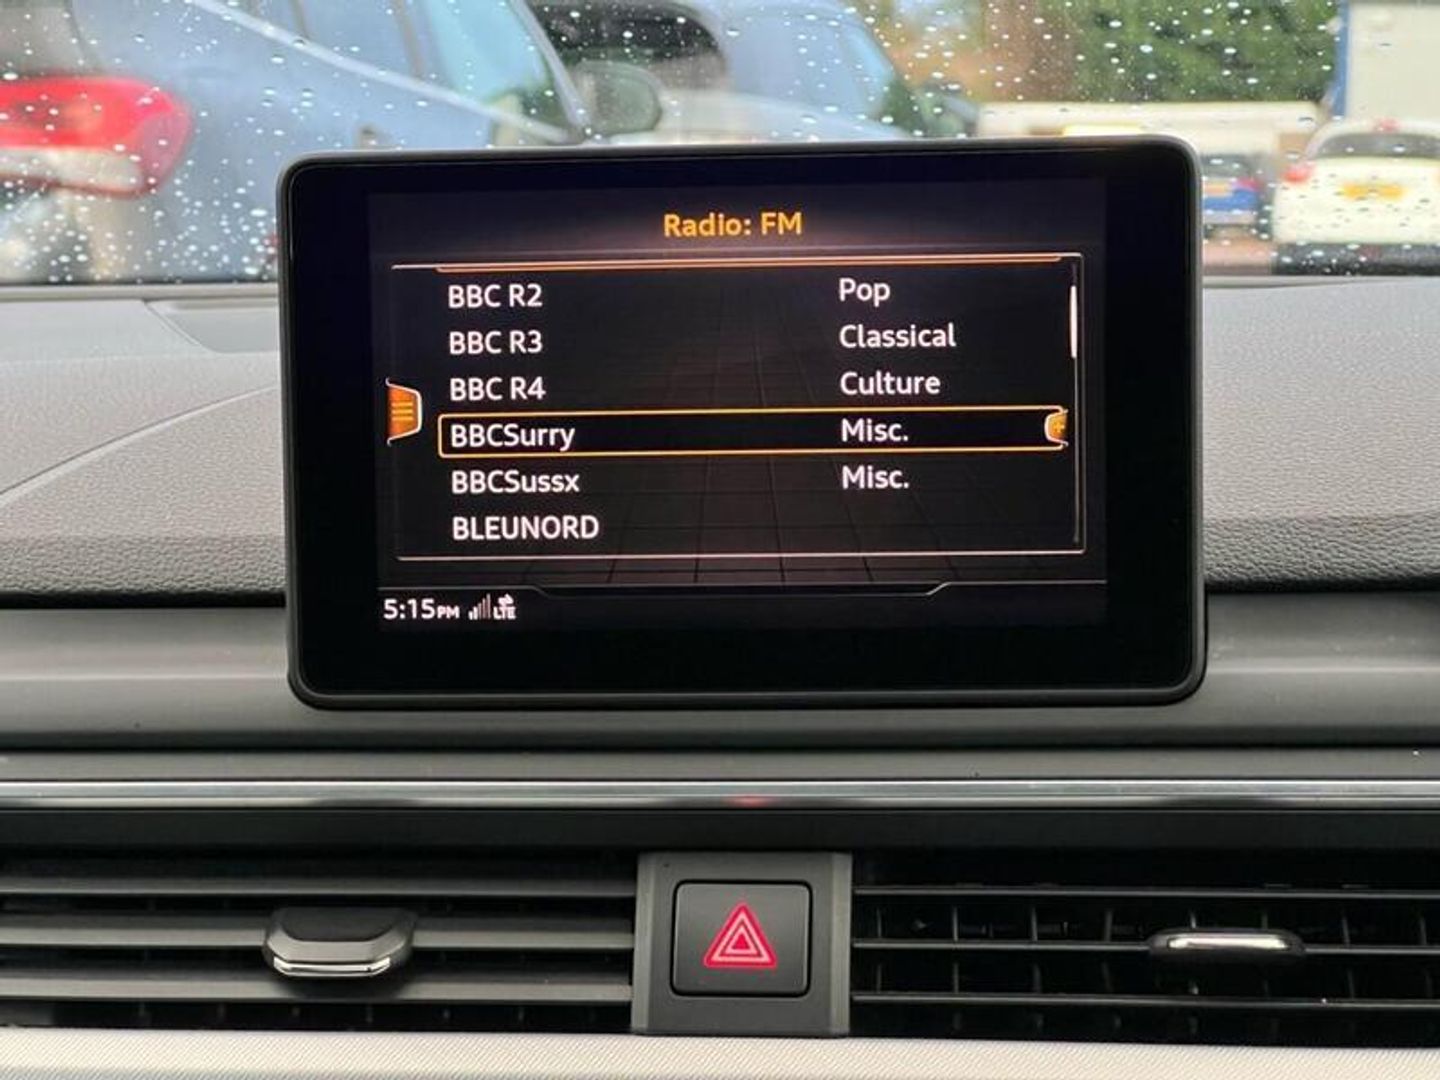 Radio: FM
BBC R2 Pop
BBC R3 Classical
BBC R4 Culture
BBCSurry Misc.
BBCSussx Misc.
BLEUNORD
5:15PM LTE